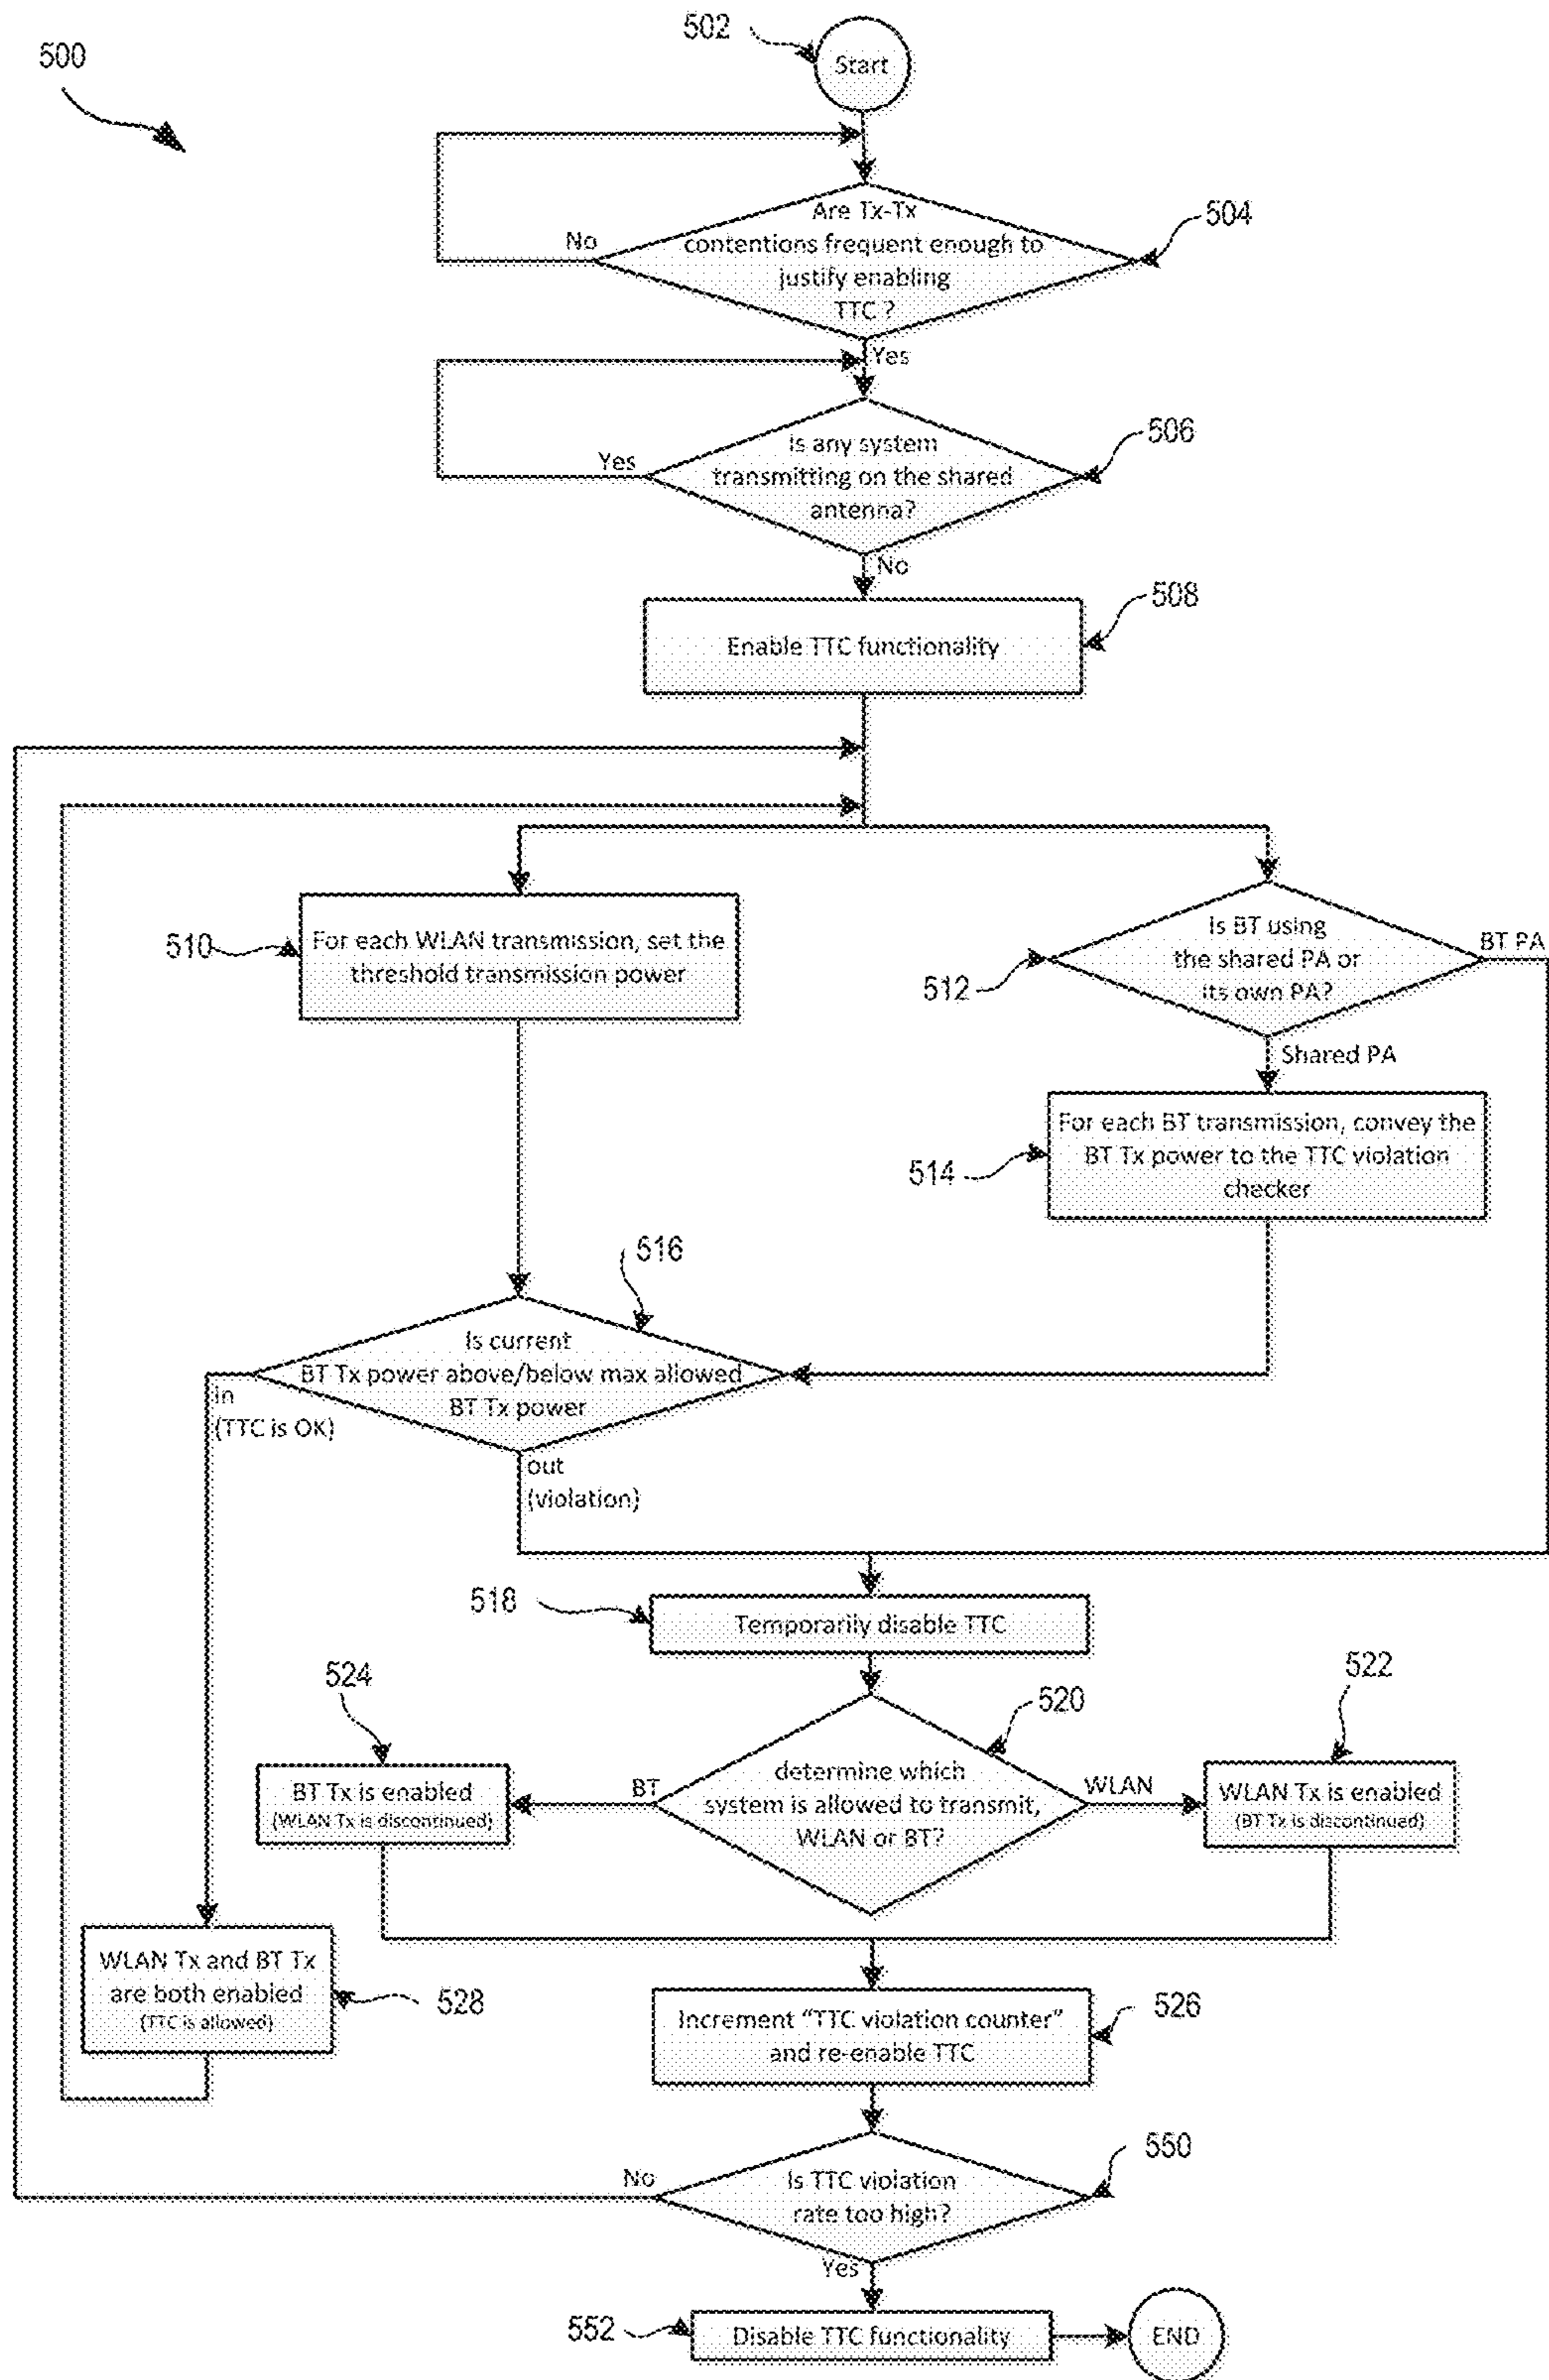 500
502
Start
Are Tx-Tx
contentions frequent enough to
justify enabling
TTC ?
504
No
Yes
Is any system
transmitting on the shared
antenna?
506
Yes
No
Enable TTC functionality
508
For each WLAN transmission, set the
threshold transmission power
510
Is BT using
the shared PA or
its own PA?
512
BT PA
Shared PA
For each BT transmission, convey the
BT Tx power to the TTC violation
checker
514
516
Is current
BT Tx power above/below max allowed
BT Tx power
in
(TTC is OK)
out
(violation)
518
Temporarily disable TTC
520
determine which
system is allowed to transmit,
WLAN or BT?
BT
WLAN
524
BT Tx is enabled
(WLAN Tx is discontinued)
522
WLAN Tx is enabled
(BT Tx is discontinued)
WLAN Tx and BT Tx
are both enabled
(TTC is allowed)
528
Increment “TTC violation counter”
and re-enable TTC
526
Is TTC violation
rate too high?
550
No
Yes
552
Disable TTC functionality
END